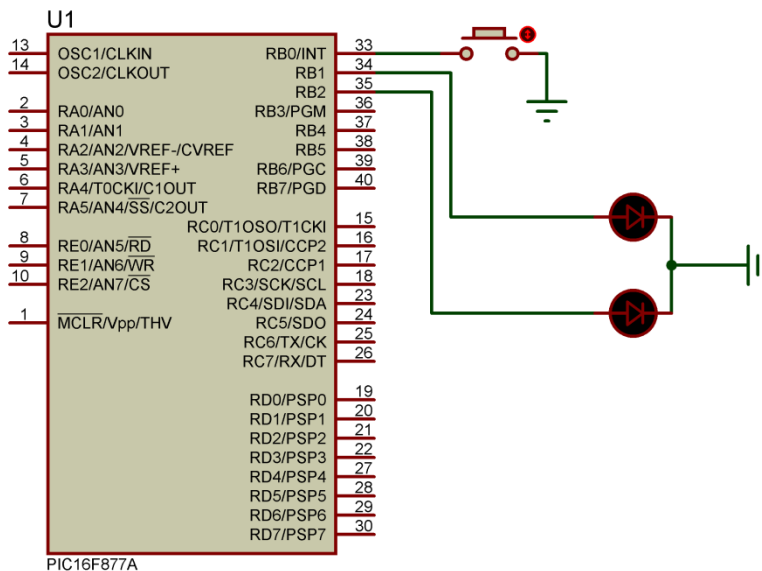 U1
13 OSC1/CLKIN RB0/INT 33
14 OSC2/CLKOUT RB1 34
RB2 35
2 RA0/AN0 RB3/PGM 36
3 RA1/AN1 RB4 37
4 RA2/AN2/VREF-/CVREF RB5 38
5 RA3/AN3/VREF+ RB6/PGC 39
6 RA4/T0CKI/C1OUT RB7/PGD 40
7 RA5/AN4/SS/C2OUT
RC0/T1OSO/T1CKI 15
8 RE0/AN5/RD RC1/T1OSI/CCP2 16
9 RE1/AN6/WR RC2/CCP1 17
10 RE2/AN7/CS RC3/SCK/SCL 18
RC4/SDI/SDA 23
1 MCLR/Vpp/THV RC5/SDO 24
RC6/TX/CK 25
RC7/RX/DT 26
RD0/PSP0 19
RD1/PSP1 20
RD2/PSP2 21
RD3/PSP3 22
RD4/PSP4 27
RD5/PSP5 28
RD6/PSP6 29
RD7/PSP7 30
PIC16F877A